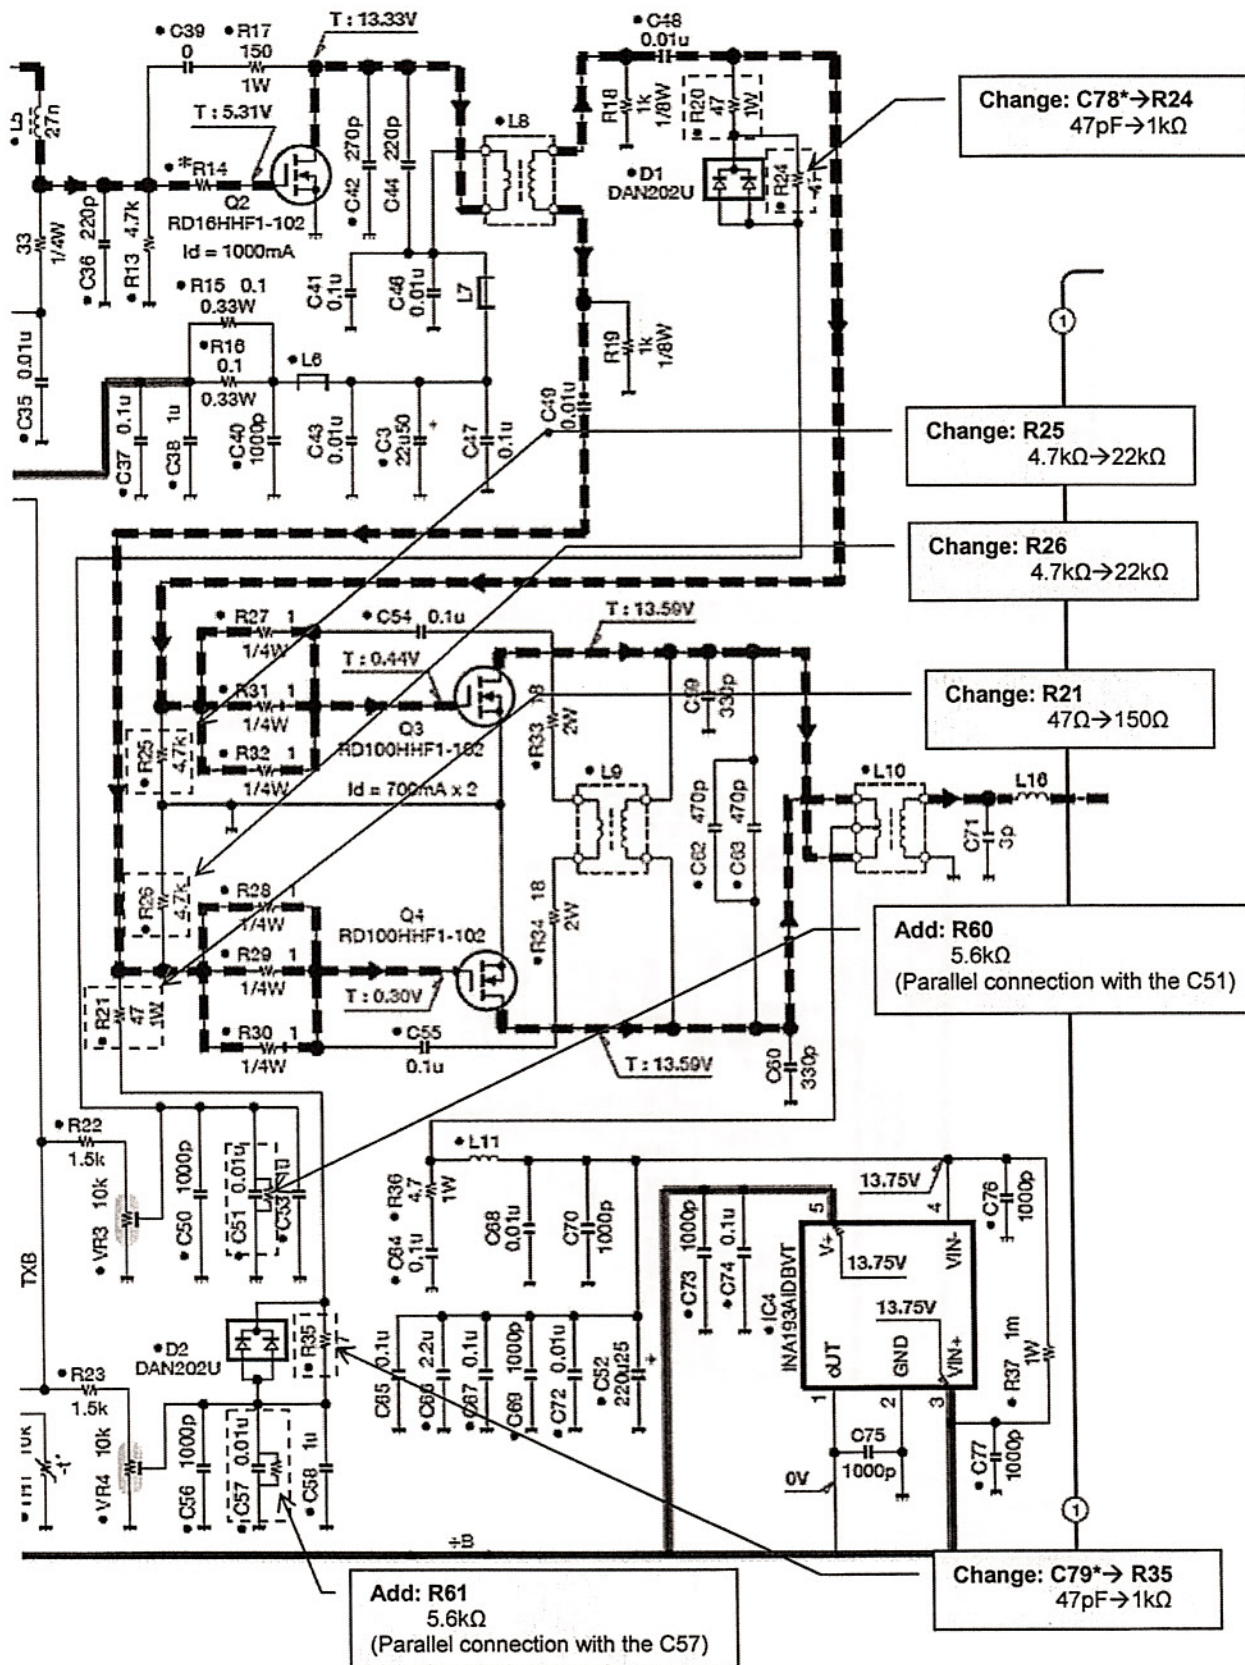 C39
0
R17
150
1W
T : 13.33V
C48
0.01u
L5
27n
T : 5.31V
*R14
Q2
RD16HHF1-102
Id = 1000mA
C42
270p
C44
220p
L8
R18
1k
1/8W
R20
47
1W
D1
DAN202U
R24
Change: C78*→R24
47pF→1kΩ
33
1/4W
C36
220p
R13
4.7k
R15 0.1
0.33W
R16
0.1
0.33W
L6
C41
0.1u
C46
0.01u
L7
R19
1k
1/8W
1
C35
0.01u
C37
0.1u
C38
1u
C40
1000p
C43
0.01u
C3
22u50
+
C47
0.1u
C49
0.01u
Change: R25
4.7kΩ→22kΩ
Change: R26
4.7kΩ→22kΩ
Change: R21
47Ω→150Ω
R27 1
1/4W
C54
0.1u
T : 13.59V
T : 0.44V
R31 1
1/4W
Q3
RD100HHF1-102
R32 1
1/4W
Id = 700mA x 2
R25
4.7k
R33
18
2W
C59
330p
L9
C62
470p
C63
470p
L10
C71
3p
L16
R26
4.7k
R28 1
1/4W
Q4
RD100HHF1-102
R29 1
1/4W
T : 0.30V
R34
18
2W
R21
47
1W
R30 1
1/4W
C55
0.1u
T : 13.59V
C60
330p
Add: R60
5.6kΩ
(Parallel connection with the C51)
R22
1.5k
VR3
10k
C50
1000p
C51
0.01u
C53
1u
L11
R36
4.7
1W
C64
0.1u
C68
0.01u
C70
1000p
13.75V
C73
1000p
C74
0.1u
5
V+
4
VIN-
13.75V
13.75V
IC4
INA193AIDBVT
oUT
1
GND
2
VIN+
3
C76
1000p
R37
1m
1W
TXB
D2
DAN202U
R35
R23
1.5k
10k
-t°
VR4
10k
C56
1000p
C57
0.01u
C58
1u
C65
0.1u
C66
2.2u
C67
0.1u
C69
1000p
C72
0.01u
C52
220u25
+
C75
1000p
0V
C77
1000p
1
+B
Add: R61
5.6kΩ
(Parallel connection with the C57)
Change: C79*→ R35
47pF→1kΩ